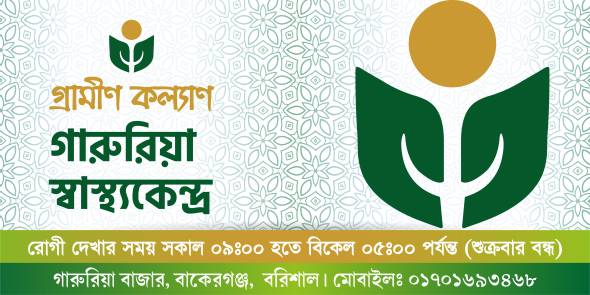 গ্রামীণ কল্যাণ
গারুরিয়া
স্বাস্থ্যকেন্দ্র
রোগী দেখার সময় সকাল ০৯ঃ০০ হতে বিকেল ০৫ঃ০০ পর্যন্ত (শুক্রবার বন্ধ)
গারুরিয়া বাজার, বাকেরগঞ্জ, বরিশাল। মোবাইলঃ ০১৭০১৬৯৩৪৬৮